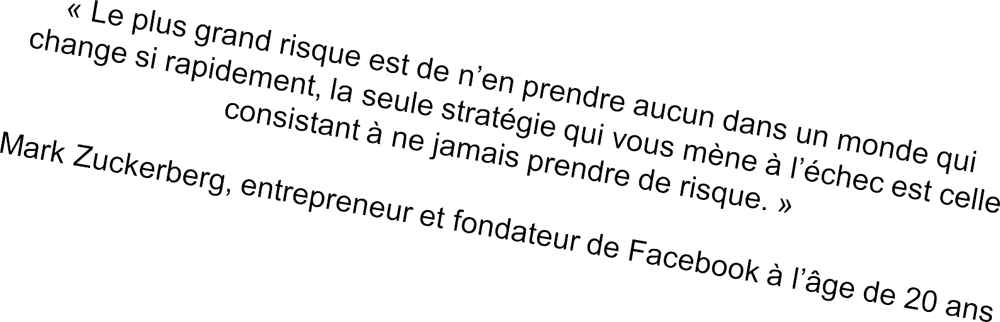 « Le plus grand risque est de n’en prendre aucun dans un monde qui
change si rapidement, la seule stratégie qui vous mène à l’échec est celle
consistant à ne jamais prendre de risque. »
Mark Zuckerberg, entrepreneur et fondateur de Facebook à l’âge de 20 ans